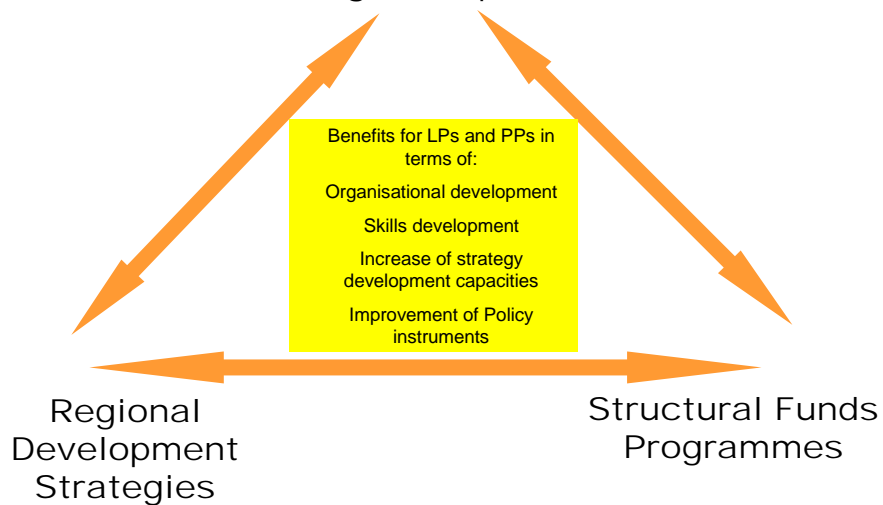 Benefits for LPs and PPs in
terms of:
Organisational development
Skills development
Increase of strategy
development capacities
Improvement of Policy
instruments
Regional
Development
Strategies
Structural Funds
Programmes